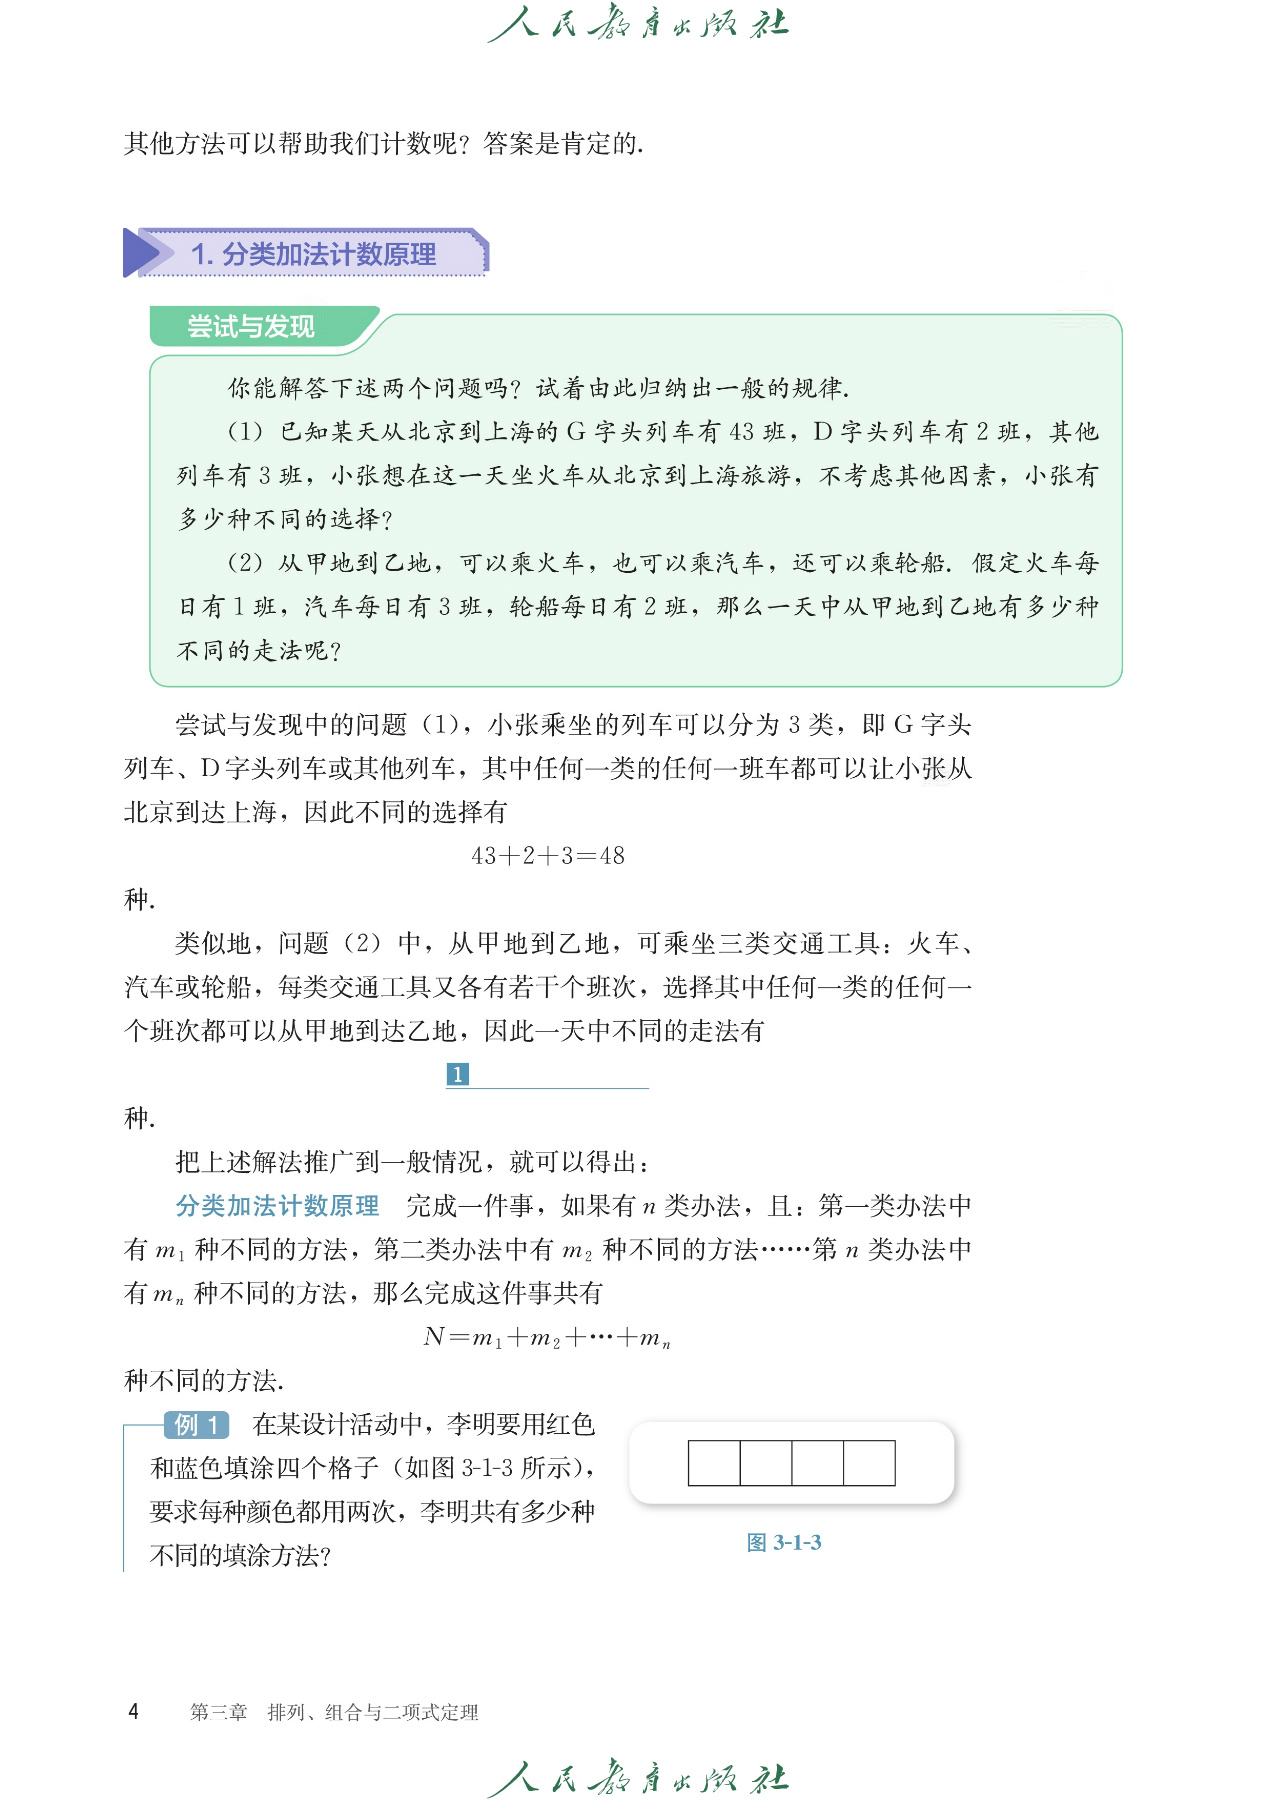 人民教育出版社
其他方法可以帮助我们计数呢？答案是肯定的.
1. 分类加法计数原理
尝试与发现
你能解答下述两个问题吗？试着由此归纳出一般的规律.
（1）已知某天从北京到上海的 G 字头列车有 43 班，D 字头列车有 2 班，其他
列车有 3 班，小张想在这一天坐火车从北京到上海旅游，不考虑其他因素，小张有
多少种不同的选择？
（2）从甲地到乙地，可以乘火车，也可以乘汽车，还可以乘轮船. 假定火车每
日有 1 班，汽车每日有 3 班，轮船每日有 2 班，那么一天中从甲地到乙地有多少种
不同的走法呢？
尝试与发现中的问题（1），小张乘坐的列车可以分为 3 类，即 G 字头
列车、D 字头列车或其他列车，其中任何一类的任何一班车都可以让小张从
北京到达上海，因此不同的选择有
43＋2＋3＝48
种.
类似地，问题（2）中，从甲地到乙地，可乘坐三类交通工具：火车、
汽车或轮船，每类交通工具又各有若干个班次，选择其中任何一类的任何一
个班次都可以从甲地到达乙地，因此一天中不同的走法有
1
种.
把上述解法推广到一般情况，就可以得出：
分类加法计数原理　完成一件事，如果有 n 类办法，且：第一类办法中
有 m₁ 种不同的方法，第二类办法中有 m₂ 种不同的方法……第 n 类办法中
有 mₙ 种不同的方法，那么完成这件事共有
N＝m₁＋m₂＋…＋mₙ
种不同的方法.
例 1　在某设计活动中，李明要用红色
和蓝色填涂四个格子（如图 3-1-3 所示），
要求每种颜色都用两次，李明共有多少种
不同的填涂方法？
图 3-1-3
4　第三章　排列、组合与二项式定理
人民教育出版社